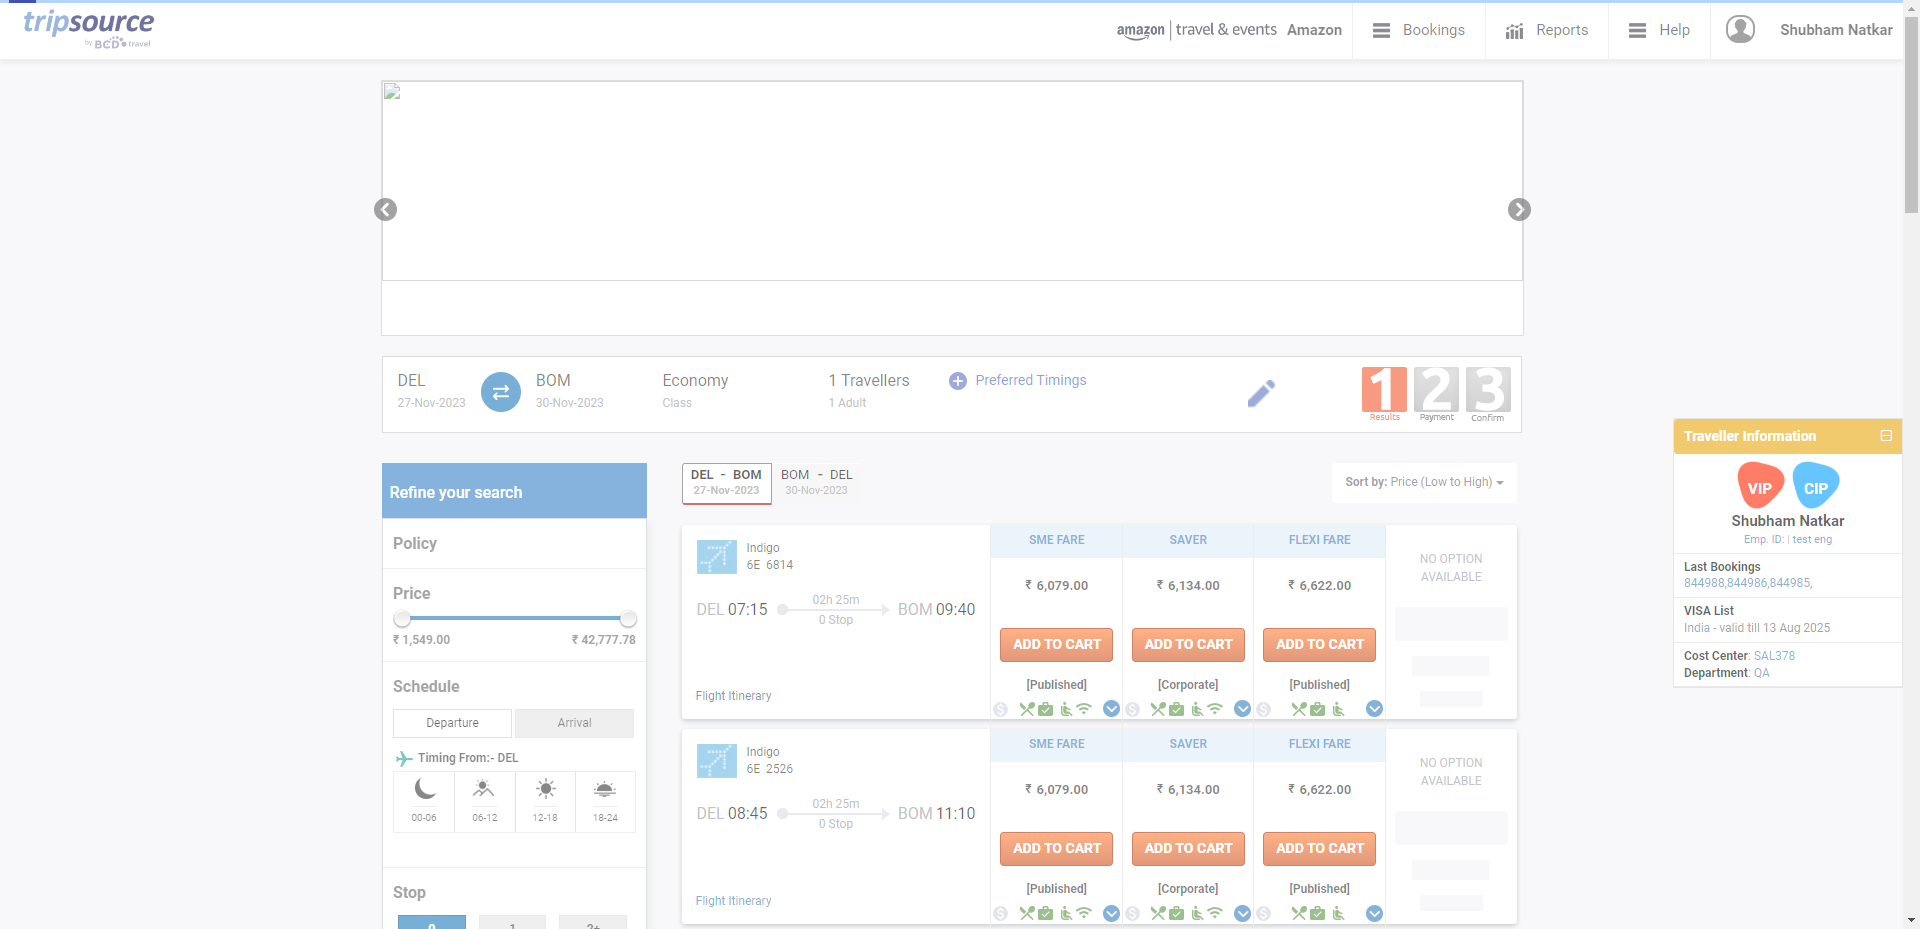 tripsource
by BCD travel
amazon | travel & events Amazon
Bookings
Reports
Help
Shubham Natkar
DEL
27-Nov-2023
BOM
30-Nov-2023
Economy
Class
1 Travellers
1 Adult
Preferred Timings
1
Results
2
Payment
3
Confirm
Refine your search
Policy
Price
₹ 1,549.00
₹ 42,777.78
Schedule
Departure
Arrival
Timing From:- DEL
00-06
06-12
12-18
18-24
Stop
0
1
2+
DEL - BOM
27-Nov-2023
BOM - DEL
30-Nov-2023
Sort by: Price (Low to High)
Indigo
6E 6814
DEL 07:15
02h 25m
0 Stop
BOM 09:40
Flight Itinerary
SME FARE
₹ 6,079.00
ADD TO CART
[Published]
SAVER
₹ 6,134.00
ADD TO CART
[Corporate]
FLEXI FARE
₹ 6,622.00
ADD TO CART
[Published]
NO OPTION
AVAILABLE
Indigo
6E 2526
DEL 08:45
02h 25m
0 Stop
BOM 11:10
Flight Itinerary
SME FARE
₹ 6,079.00
ADD TO CART
[Published]
SAVER
₹ 6,134.00
ADD TO CART
[Corporate]
FLEXI FARE
₹ 6,622.00
ADD TO CART
[Published]
NO OPTION
AVAILABLE
Traveller Information
VIP
CIP
Shubham Natkar
Emp. ID: | test eng
Last Bookings
844988,844986,844985,
VISA List
India - valid till 13 Aug 2025
Cost Center: SAL378
Department: QA